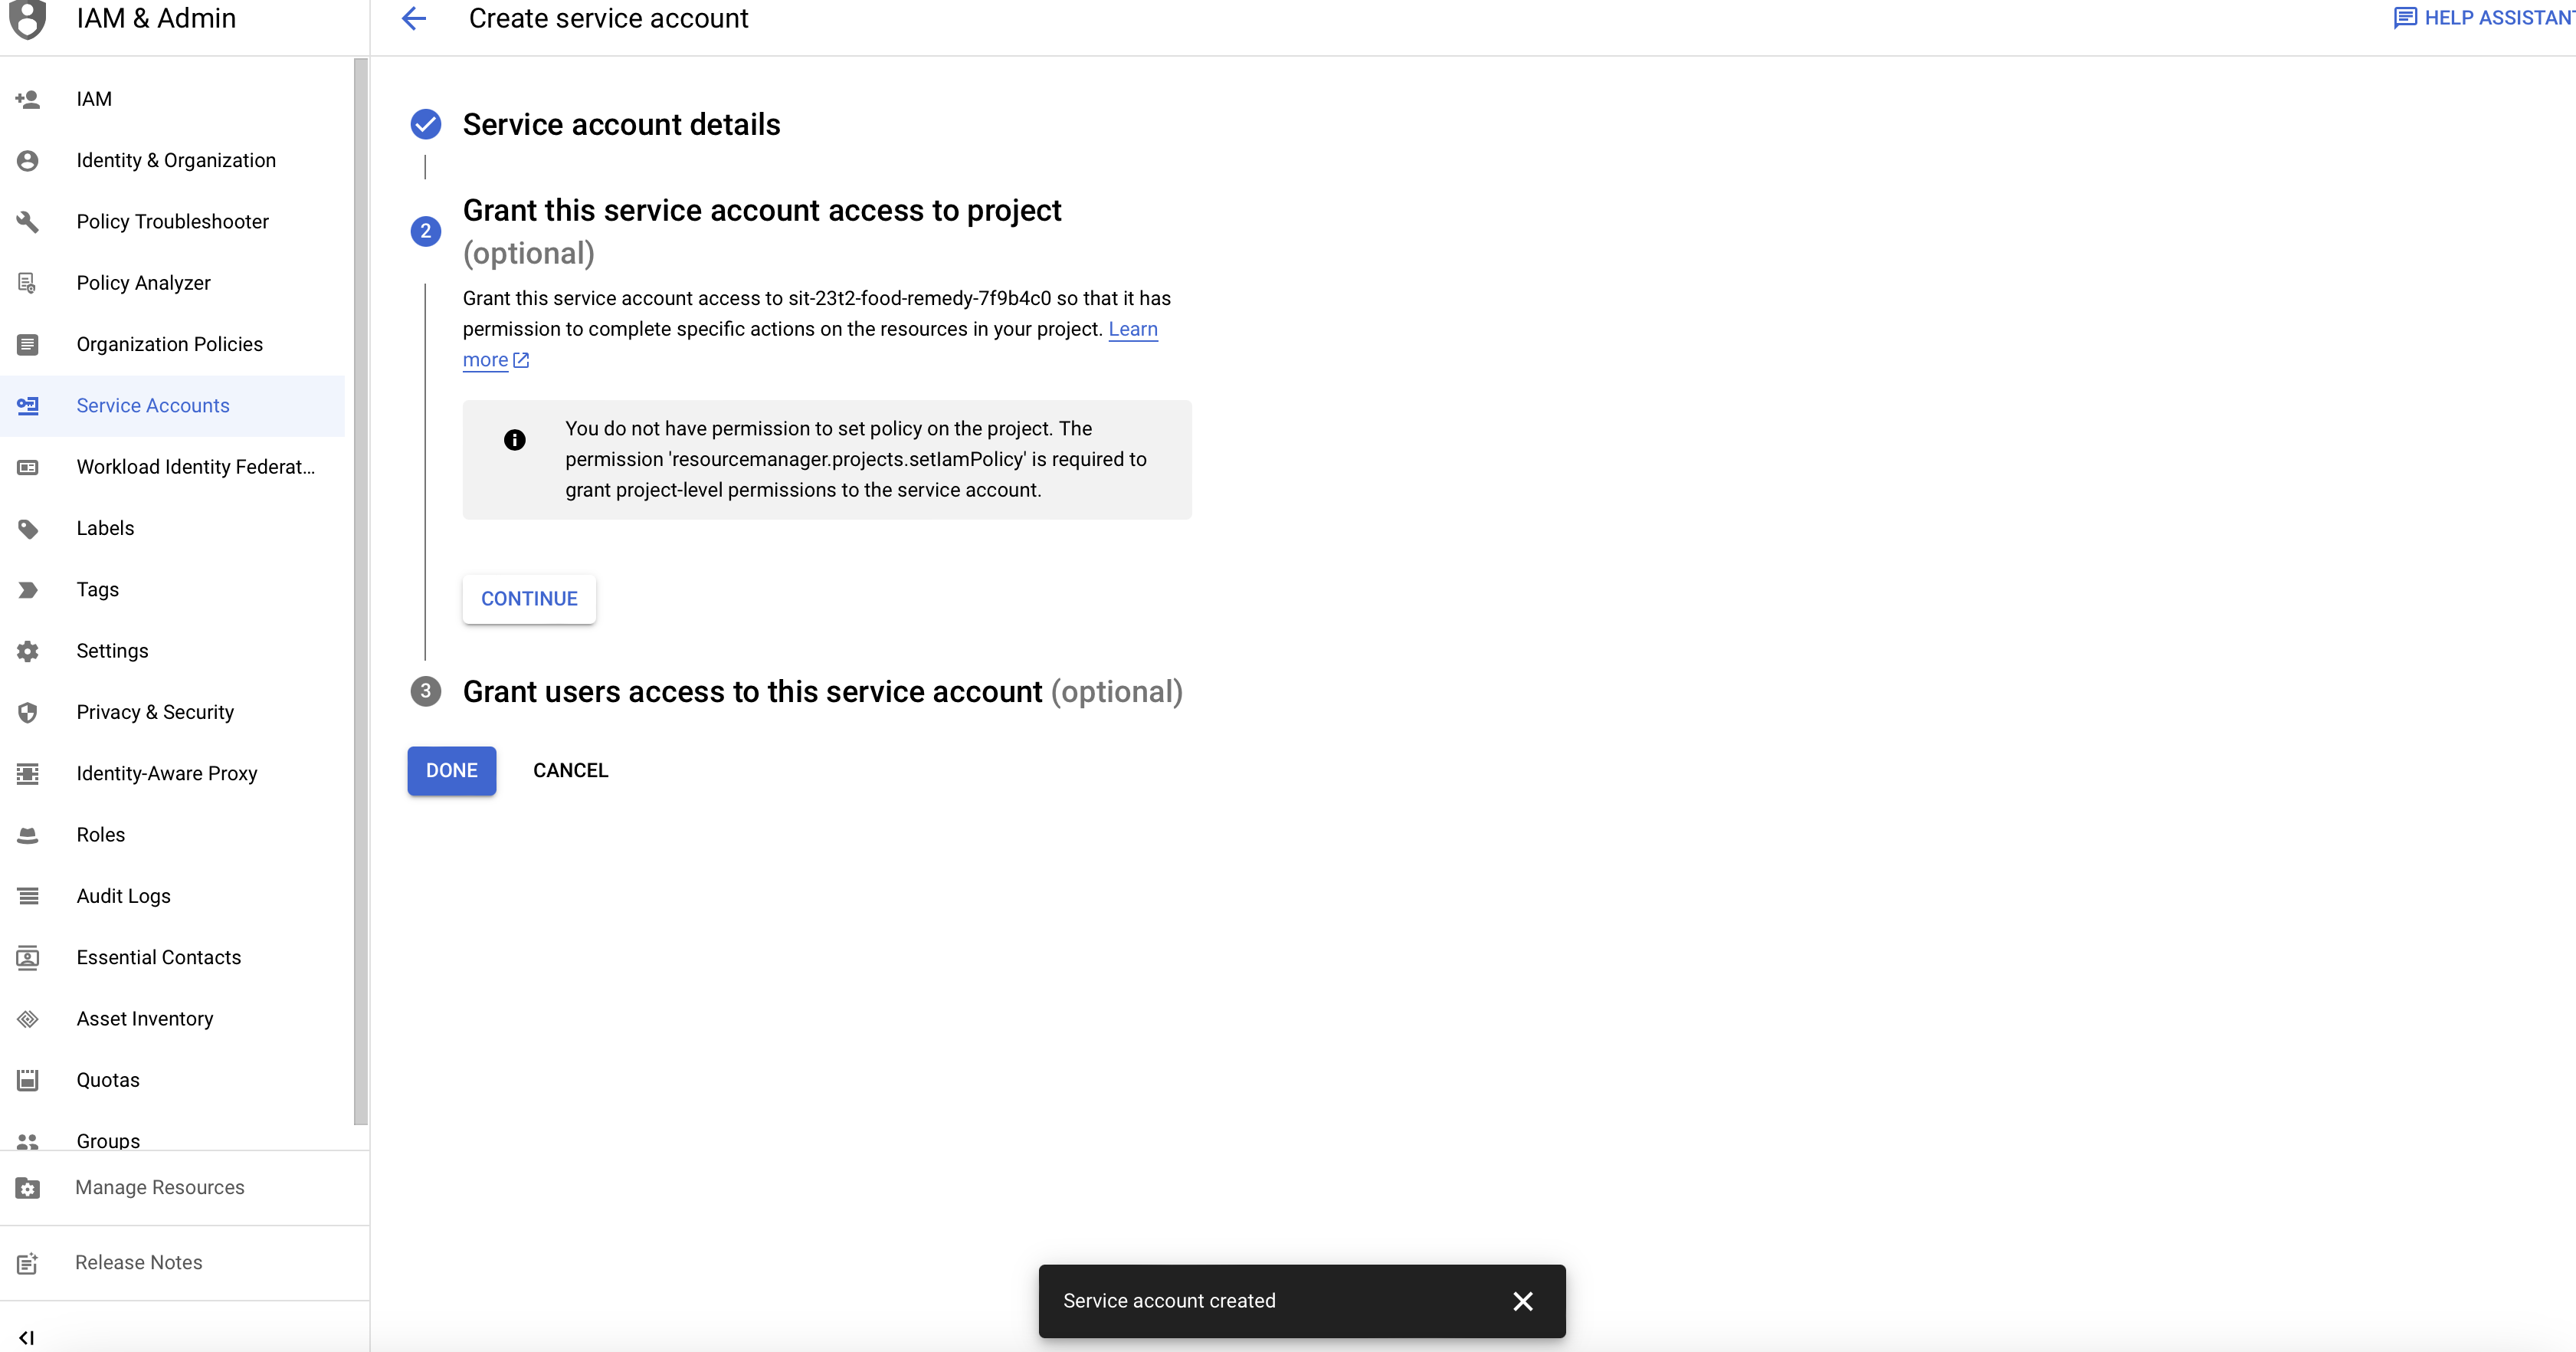 IAM & Admin
Create service account
HELP ASSISTANT
IAM
Identity & Organization
Policy Troubleshooter
Policy Analyzer
Organization Policies
Service Accounts
Workload Identity Federat...
Labels
Tags
Settings
Privacy & Security
Identity-Aware Proxy
Roles
Audit Logs
Essential Contacts
Asset Inventory
Quotas
Groups
Manage Resources
Release Notes
Service account details
2
Grant this service account access to project
(optional)
Grant this service account access to sit-23t2-food-remedy-7f9b4c0 so that it has
permission to complete specific actions on the resources in your project. Learn
more
You do not have permission to set policy on the project. The
permission 'resourcemanager.projects.setIamPolicy' is required to
grant project-level permissions to the service account.
CONTINUE
3 Grant users access to this service account (optional)
DONE CANCEL
Service account created